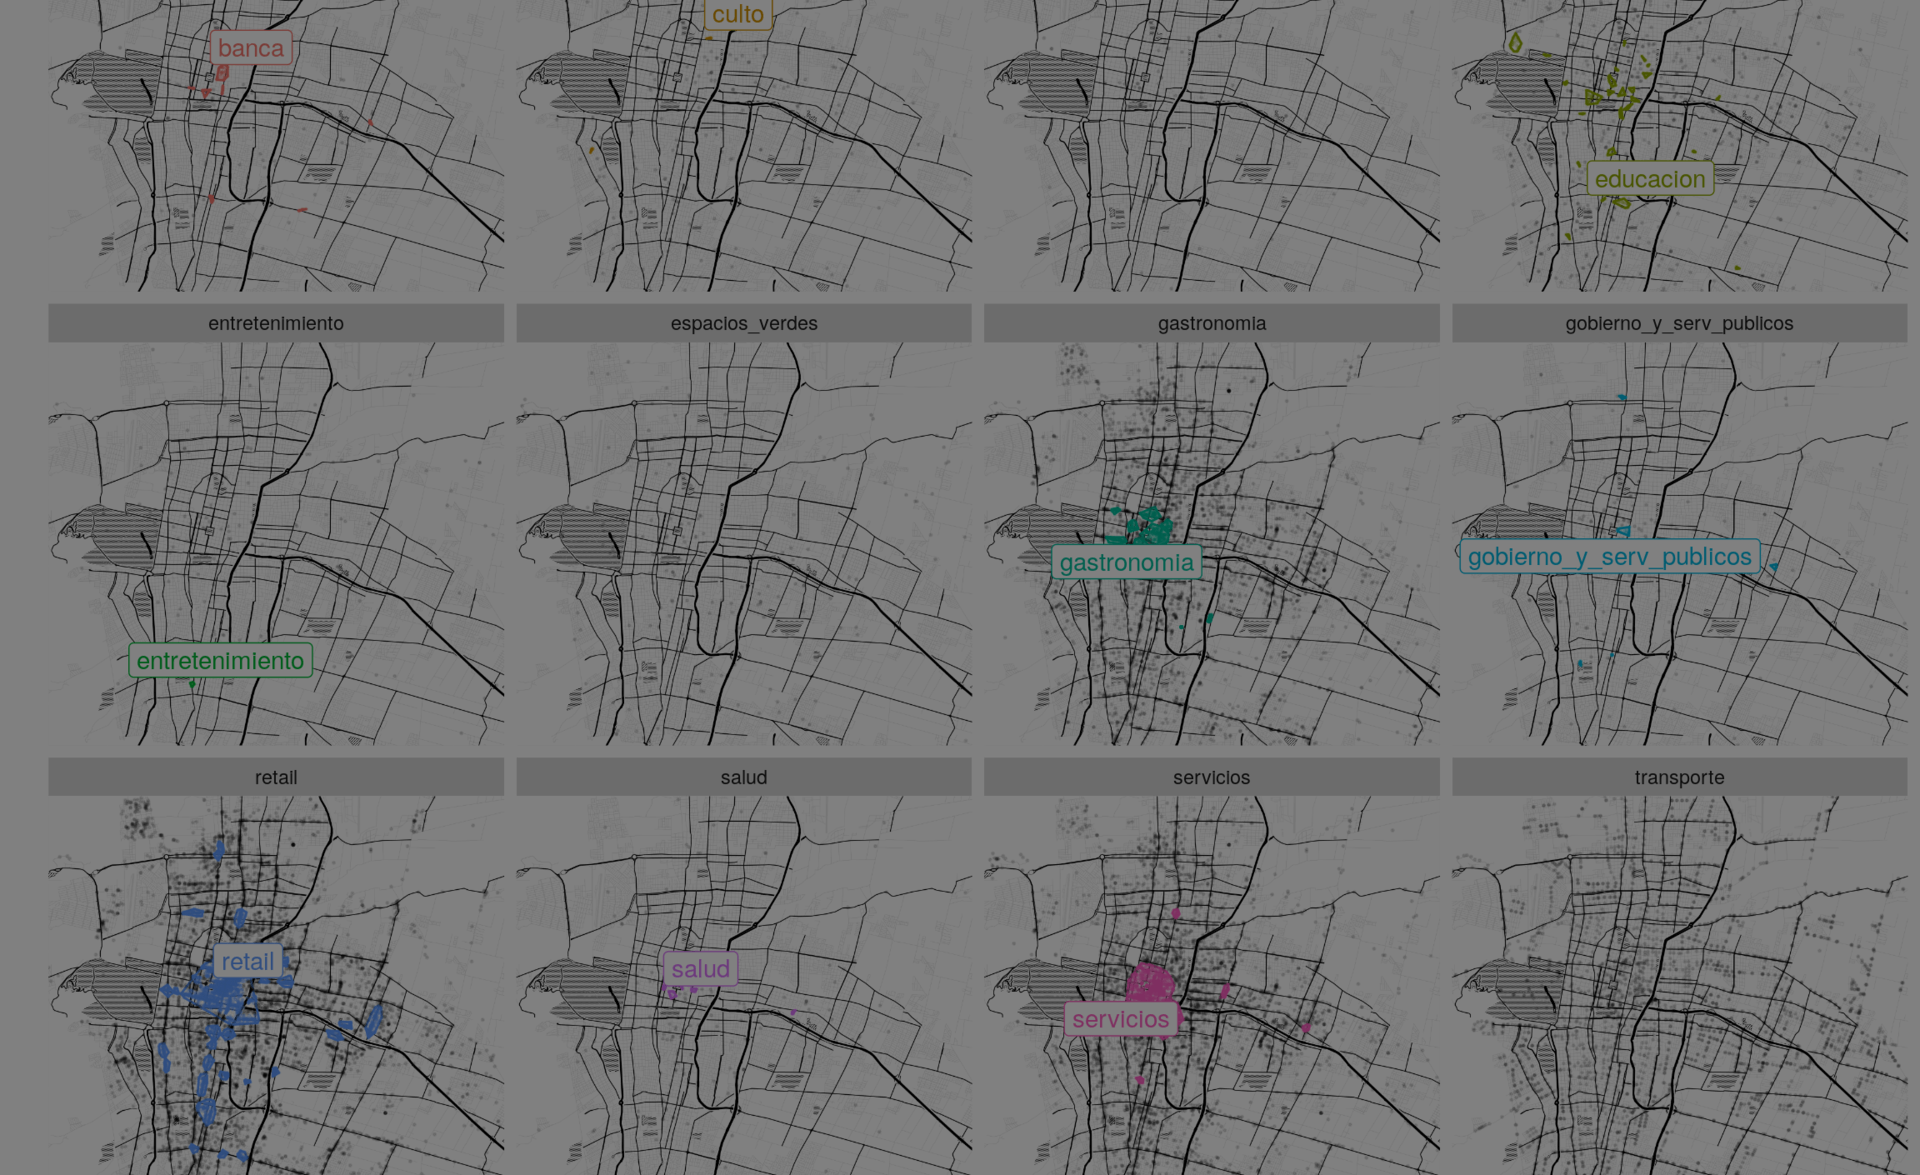 culto
banca
educacion
entretenimiento
espacios_verdes
gastronomia
gobierno_y_serv_publicos
gastronomia
gobierno_y_serv_publicos
entretenimiento
retail
salud
servicios
transporte
retail
salud
servicios